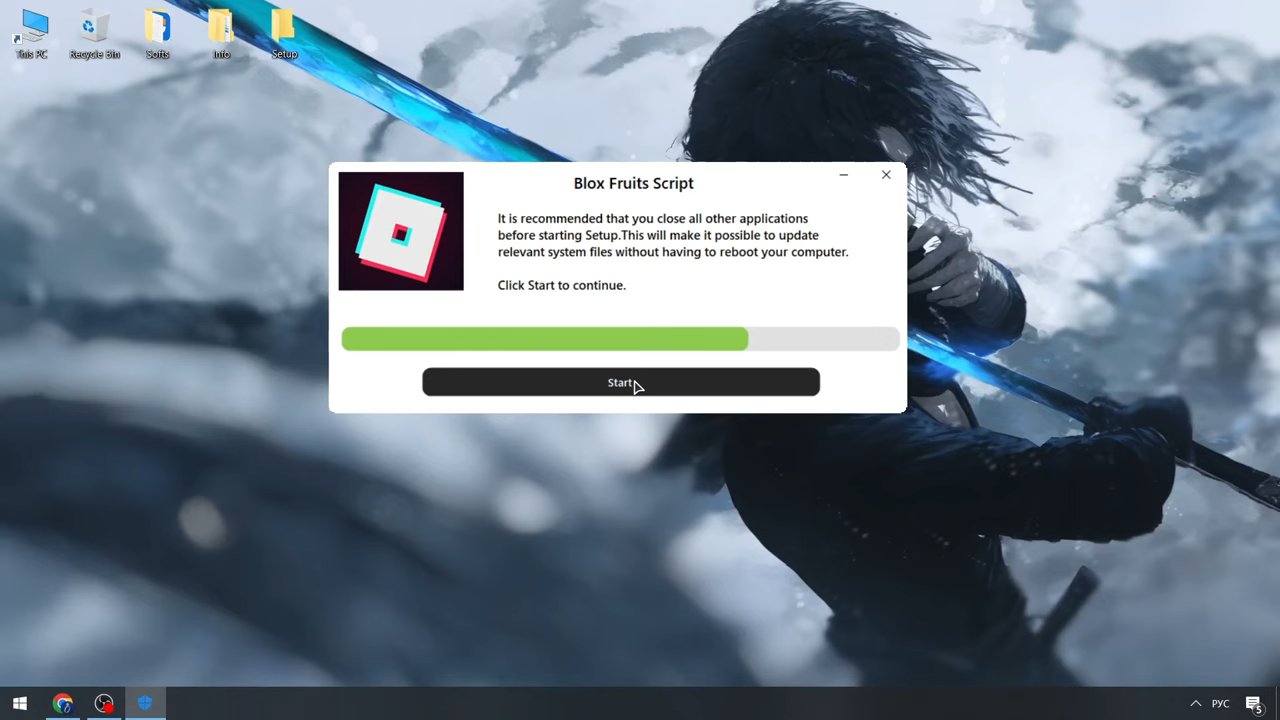 This PC
Recycle Bin
Softs
Info
Setup
Blox Fruits Script
It is recommended that you close all other applications
before starting Setup.This will make it possible to update
relevant system files without having to reboot your computer.
Click Start to continue.
Start
РУС
5